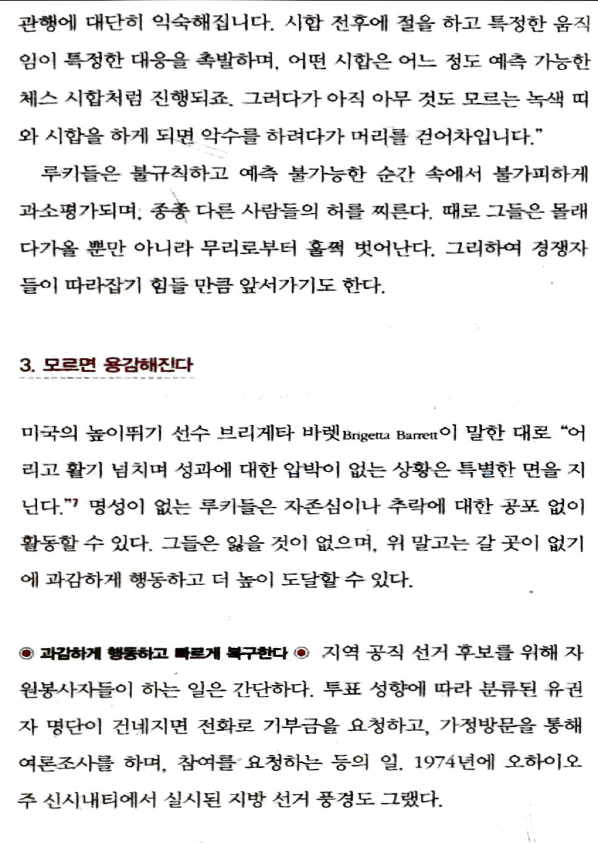 관행에 대단히 익숙해집니다. 시합 전후에 절을 하고 특정한 움직
임이 특정한 대응을 촉발하며, 어떤 시합은 어느 정도 예측 가능한
체스 시합처럼 진행되죠. 그러다가 아직 아무 것도 모르는 녹색 띠
와 시합을 하게 되면 악수를 하려다가 머리를 걷어차입니다.”
루키들은 불규칙하고 예측 불가능한 순간 속에서 불가피하게
과소평가되며, 종종 다른 사람들의 허를 찌른다. 때로 그들은 몰래
다가올 뿐만 아니라 무리로부터 훌쩍 벗어난다. 그리하여 경쟁자
들이 따라잡기 힘들 만큼 앞서가기도 한다.
3. 모르면 용감해진다
미국의 높이뛰기 선수 브리게타 바렛Brigetta Barrett이 말한 대로 “어
리고 활기 넘치며 성과에 대한 압박이 없는 상황은 특별한 면을 지
닌다.”7 명성이 없는 루키들은 자존심이나 추락에 대한 공포 없이
활동할 수 있다. 그들은 잃을 것이 없으며, 위 말고는 갈 곳이 없기
에 과감하게 행동하고 더 높이 도달할 수 있다.
◉ 과감하게 행동하고 빠르게 복구한다 ◉ 지역 공직 선거 후보를 위해 자
원봉사자들이 하는 일은 간단하다. 투표 성향에 따라 분류된 유권
자 명단이 건네지면 전화로 기부금을 요청하고, 가정방문을 통해
여론조사를 하며, 참여를 요청하는 등의 일. 1974년에 오하이오
주 신시내티에서 실시된 지방 선거 풍경도 그랬다.